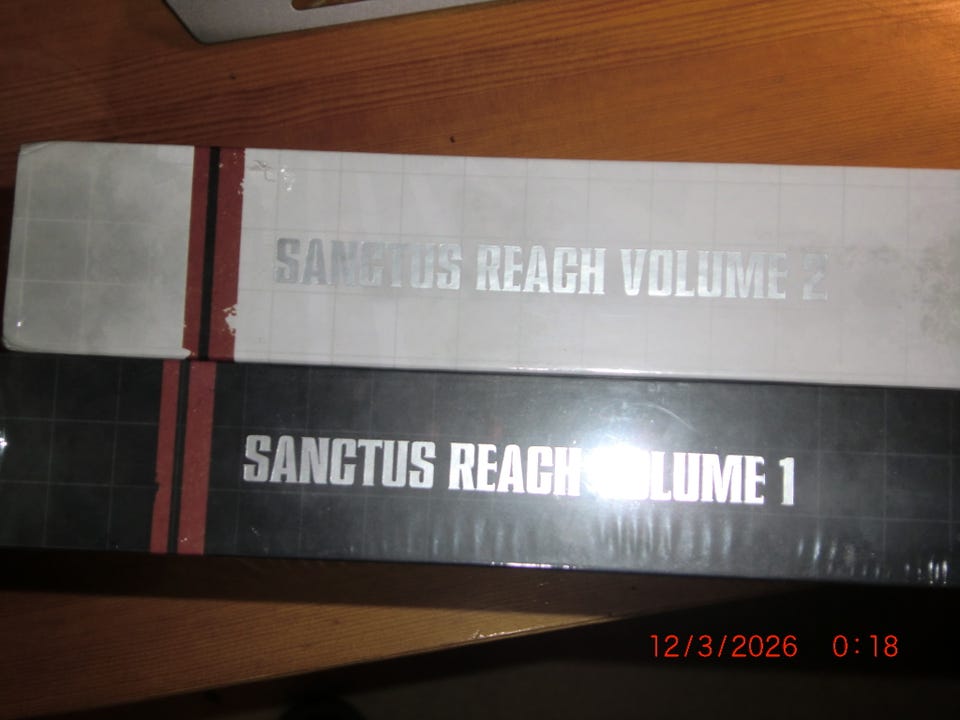 SANCTUS REACH VOLUME 2
SANCTUS REACH VOLUME 1
12/3/2026 0:18